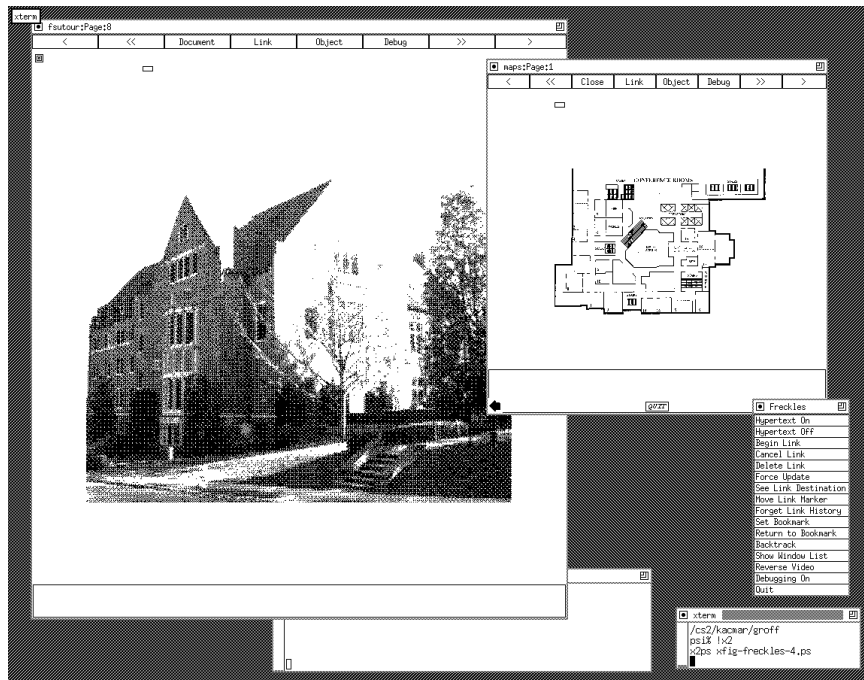 xterm
fsutour:Page:8
< << Document Link Object Debug >> >
maps:Page:1
< << Close Link Object Debug >> >
CONFERENCE ROOMS
QUIT
Freckles
Hypertext On
Hypertext Off
Begin Link
Cancel Link
Delete Link
Force Update
See Link Destination
Move Link Marker
Forget Link History
Set Bookmark
Return to Bookmark
Backtrack
Show Window List
Reverse Video
Debugging On
Quit
xterm
/cs2/kacmar/groff
psi% !x2
x2ps xfig-freckles-4.ps